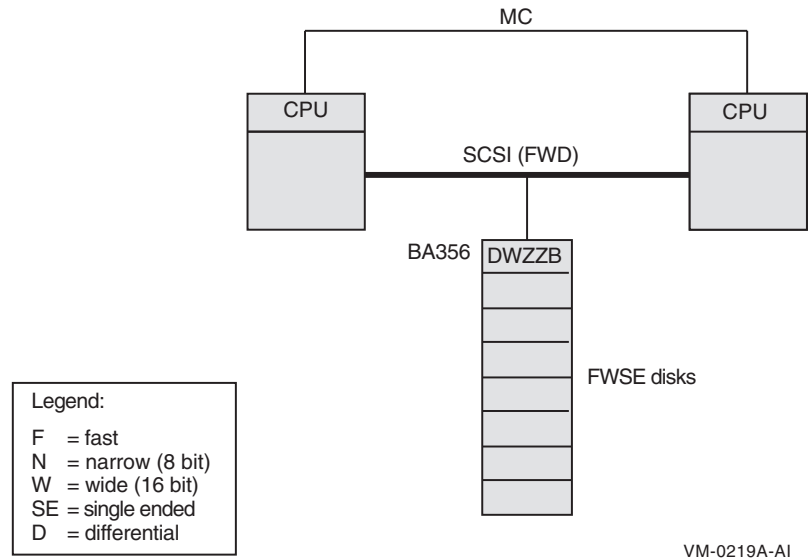 MC
CPU
CPU
SCSI (FWD)
BA356
DWZZB
FWSE disks
Legend:
F = fast
N = narrow (8 bit)
W = wide (16 bit)
SE = single ended
D = differential
VM-0219A-AI